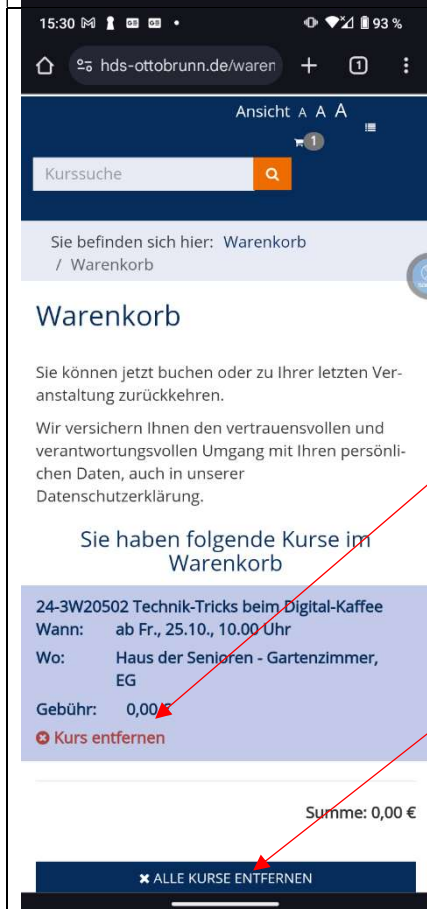 15:30 93 %
hds-ottobrunn.de/waren 1
Ansicht A A A
1
Kurssuche
Sie befinden sich hier: Warenkorb
/ Warenkorb
Warenkorb
Sie können jetzt buchen oder zu Ihrer letzten Ver-
anstaltung zurückkehren.
Wir versichern Ihnen den vertrauensvollen und
verantwortungsvollen Umgang mit Ihren persönli-
chen Daten, auch in unserer
Datenschutzerklärung.
Sie haben folgende Kurse im
Warenkorb
24-3W20502 Technik-Tricks beim Digital-Kaffee
Wann: ab Fr., 25.10., 10.00 Uhr
Wo: Haus der Senioren - Gartenzimmer,
EG
Gebühr: 0,00 €
Kurs entfernen
Summe: 0,00 €
ALLE KURSE ENTFERNEN